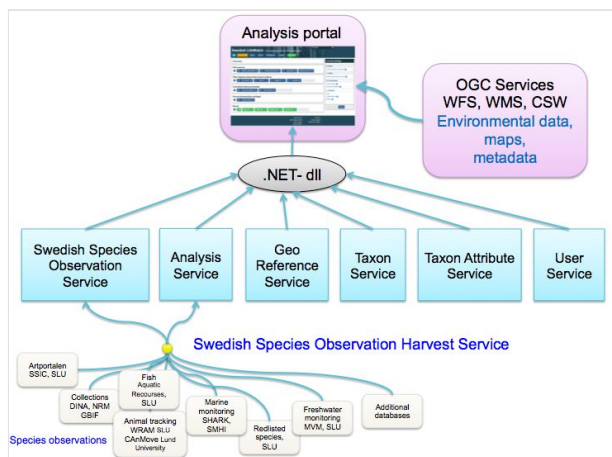 Analysis portal
OGC Services
WFS, WMS, CSW
Environmental data,
maps,
metadata
.NET- dll
Swedish Species
Observation
Service
Analysis
Service
Geo
Reference
Service
Taxon
Service
Taxon Attribute
Service
User
Service
Swedish Species Observation Harvest Service
Artportalen
SSIC, SLU
Collections
DINA, NRM
GBIF
Fish
Aquatic
Recourses,
SLU
Animal tracking
WRAM SLU
CAnMove Lund
University
Marine
monitoring
SHARK,
SMHI
Redlisted
species,
SLU
Freshwater
monitoring
MVM, SLU
Additional
databases
Species observations